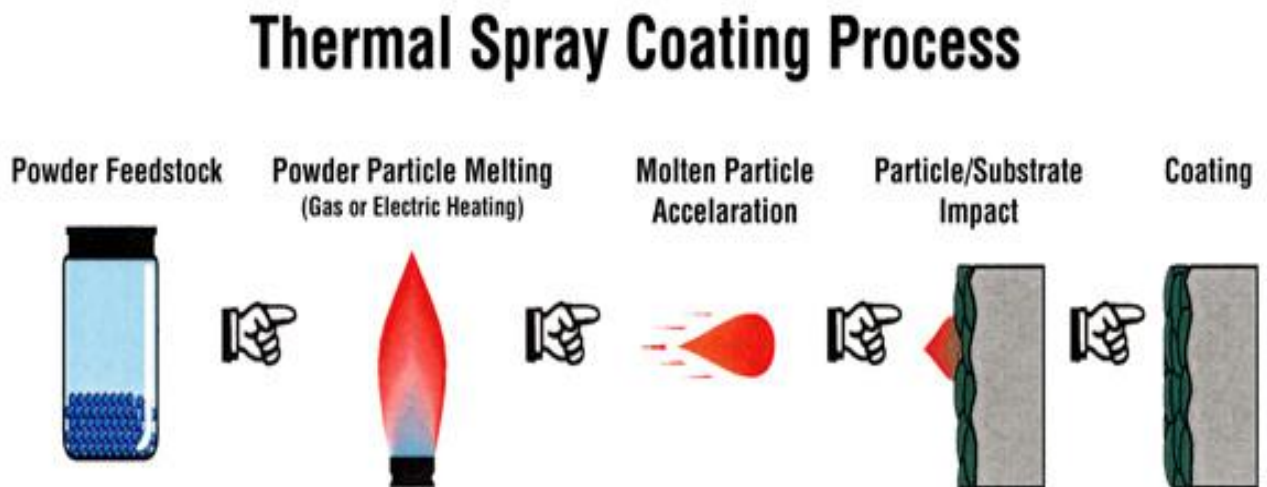 Thermal Spray Coating Process
Powder Feedstock
Powder Particle Melting
(Gas or Electric Heating)
Molten Particle
Accelaration
Particle/Substrate
Impact
Coating